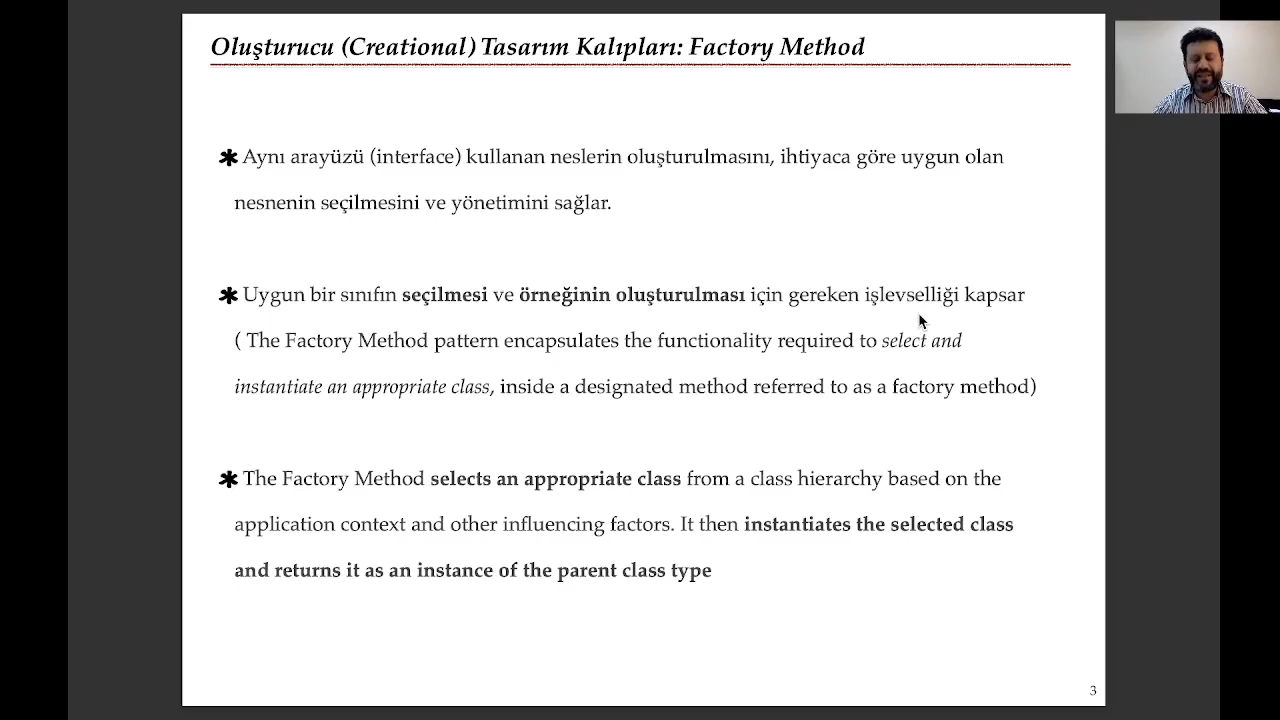 Oluşturucu (Creational) Tasarım Kalıpları: Factory Method
✱ Aynı arayüzü (interface) kullanan neslerin oluşturulmasını, ihtiyaca göre uygun olan
nesnenin seçilmesini ve yönetimini sağlar.
✱ Uygun bir sınıfın seçilmesi ve örneğinin oluşturulması için gereken işlevselliği kapsar
( The Factory Method pattern encapsulates the functionality required to select and
instantiate an appropriate class, inside a designated method referred to as a factory method)
✱ The Factory Method selects an appropriate class from a class hierarchy based on the
application context and other influencing factors. It then instantiates the selected class
and returns it as an instance of the parent class type
3